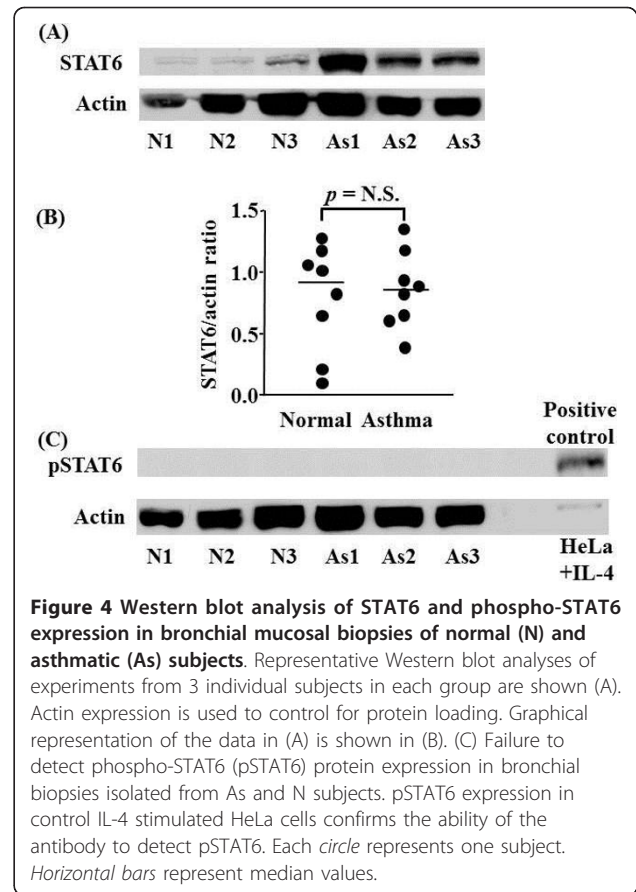 (A)
STAT6
Actin
N1 N2 N3 As1 As2 As3
p = N.S.
(B)
1.5
1.0
0.5
0.0
STAT6/actin ratio
Normal Asthma
Positive
control
(C)
pSTAT6
Actin
N1 N2 N3 As1 As2 As3
HeLa
+IL-4
Figure 4 Western blot analysis of STAT6 and phospho-STAT6
expression in bronchial mucosal biopsies of normal (N) and
asthmatic (As) subjects. Representative Western blot analyses of
experiments from 3 individual subjects in each group are shown (A).
Actin expression is used to control for protein loading. Graphical
representation of the data in (A) is shown in (B). (C) Failure to
detect phospho-STAT6 (pSTAT6) protein expression in bronchial
biopsies isolated from As and N subjects. pSTAT6 expression in
control IL-4 stimulated HeLa cells confirms the ability of the
antibody to detect pSTAT6. Each circle represents one subject.
Horizontal bars represent median values.